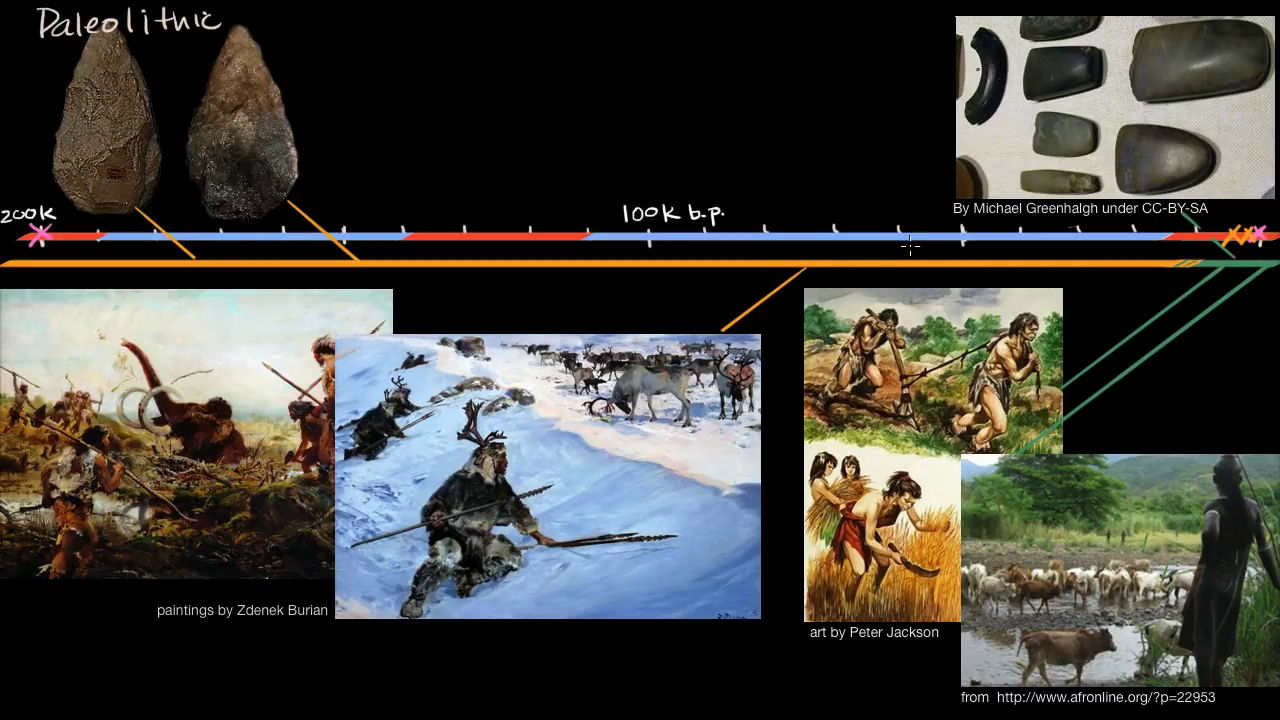 Paleolithic
By Michael Greenhalgh under CC-BY-SA
200K
100K b.p.
paintings by Zdenek Burian
art by Peter Jackson
from http://www.afronline.org/?p=22953